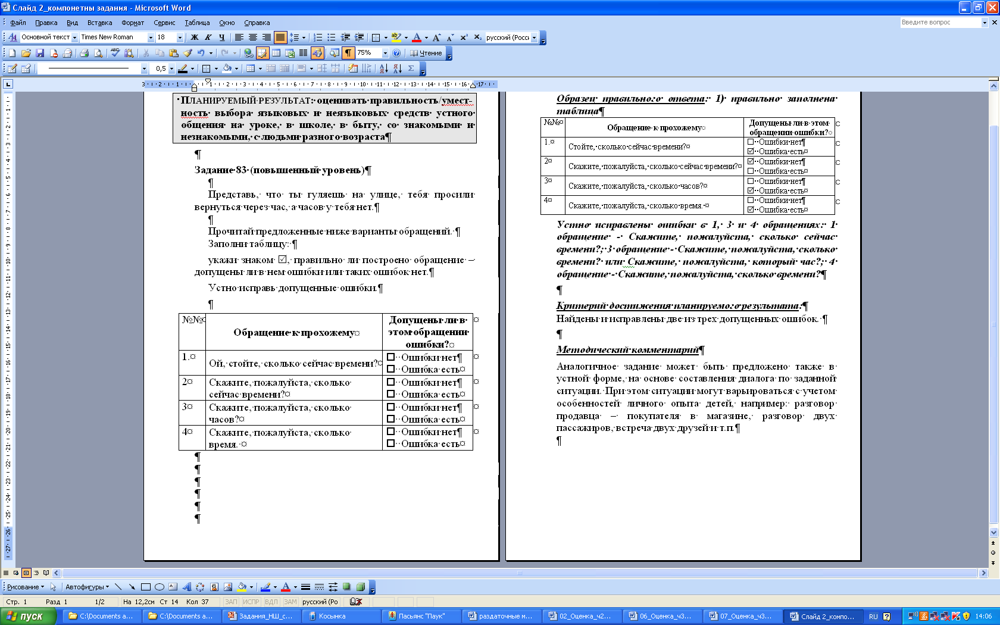 Слайд 2_компонетны задания - Microsoft Word
Файл Правка Вид Вставка Формат Сервис Таблица Окно Справка
Введите вопрос
Основной текст Times New Roman 18 Ж К Ч русский (Росс
75% Чтение
0,5
ПЛАНИРУЕМЫЙ РЕЗУЛЬТАТ: оценивать правильность/умест-
ность выбора языковых и неязыковых средств устного
общения на уроке, в школе, в быту, со знакомыми и
незнакомыми, с людьми разного возраста¶
¶
Задание 83 (повышенный уровень)¶
¶
Представь, что ты гуляешь на улице, тебя просили
вернуться через час, а часов у тебя нет.¶
¶
Прочитай предложенные ниже варианты обращений. ¶
Заполни таблицу: ¶
укажи знаком ☑, правильно ли построено обращение –
допущены ли в нем ошибки или таких ошибок нет.¶
Устно исправь допущенные ошибки.¶
¶
№№¤ Обращение к прохожему¤ Допущены ли в
этом обращении
ошибки?¤
1.¤ Ой, стойте, сколько сейчас времени?¤ ☐ Ошибки нет¶
☐ Ошибка есть¤
2¤ Скажите, пожалуйста, сколько ☐ Ошибки нет¶
сейчас времени?¤ ☐ Ошибка есть¤
3¤ Скажите, пожалуйста, сколько ☐ Ошибки нет¶
часов?¤ ☐ Ошибка есть¤
4¤ Скажите, пожалуйста, сколько ☐ Ошибки нет¶
время. ¤ ☐ Ошибка есть¤
¶
¶
¶
¶
¶
¶
Образец правильного ответа: 1) правильно заполнена
таблица¶
№№¤ Обращение к прохожему¤ Допущены ли в этом
обращении ошибки?¤
1.¤ Стойте, сколько сейчас времени?¤ ☐ Ошибки нет¶
☑ Ошибка есть¤
2¤ Скажите, пожалуйста, сколько сейчас времени?¤ ☑ Ошибки нет¶
☐ Ошибка есть¤
3¤ Скажите, пожалуйста, сколько часов?¤ ☐ Ошибки нет¶
☑ Ошибка есть¤
4¤ Скажите, пожалуйста, сколько время. ¤ ☐ Ошибки нет¶
☑ Ошибка есть¤
Устно исправлены ошибки в 1, 3 и 4 обращениях: 1
обращение - Скажите, пожалуйста, сколько сейчас
времени?; 3 обращение - Скажите, пожалуйста, сколько
времени? или Скажите, пожалуйста, который час?; 4
обращение - Скажите, пожалуйста, сколько времени?¶
¶
Критерий достижения планируемого результата:¶
Найдены и исправлены две из трех допущенных ошибок. ¶
¶
Методический комментарий¶
Аналогичное задание может быть предложено также в
устной форме, на основе составления диалога по заданной
ситуации. При этом ситуации могут варьироваться с учетом
особенностей личного опыта детей, например: разговор
продавца – покупателя в магазине, разговор двух
пассажиров, встреча двух друзей и т.п.¶
¶
Рисование Автофигуры
Стр. 1 Разд 1 1/2 На 12,2см Ст 14 Кол 37 ЗАП ИСПР ВДЛ ЗАМ русский (Ро
пуск C:\Documents a... C:\Documents a... Задания_НШ_с... Косынка Пасьянс "Паук" раздаточные м... 02_Оценка_ч2... 06_Оценка_ч3... 07_Оценка_ч3... Слайд 2_компо... RU 14:06